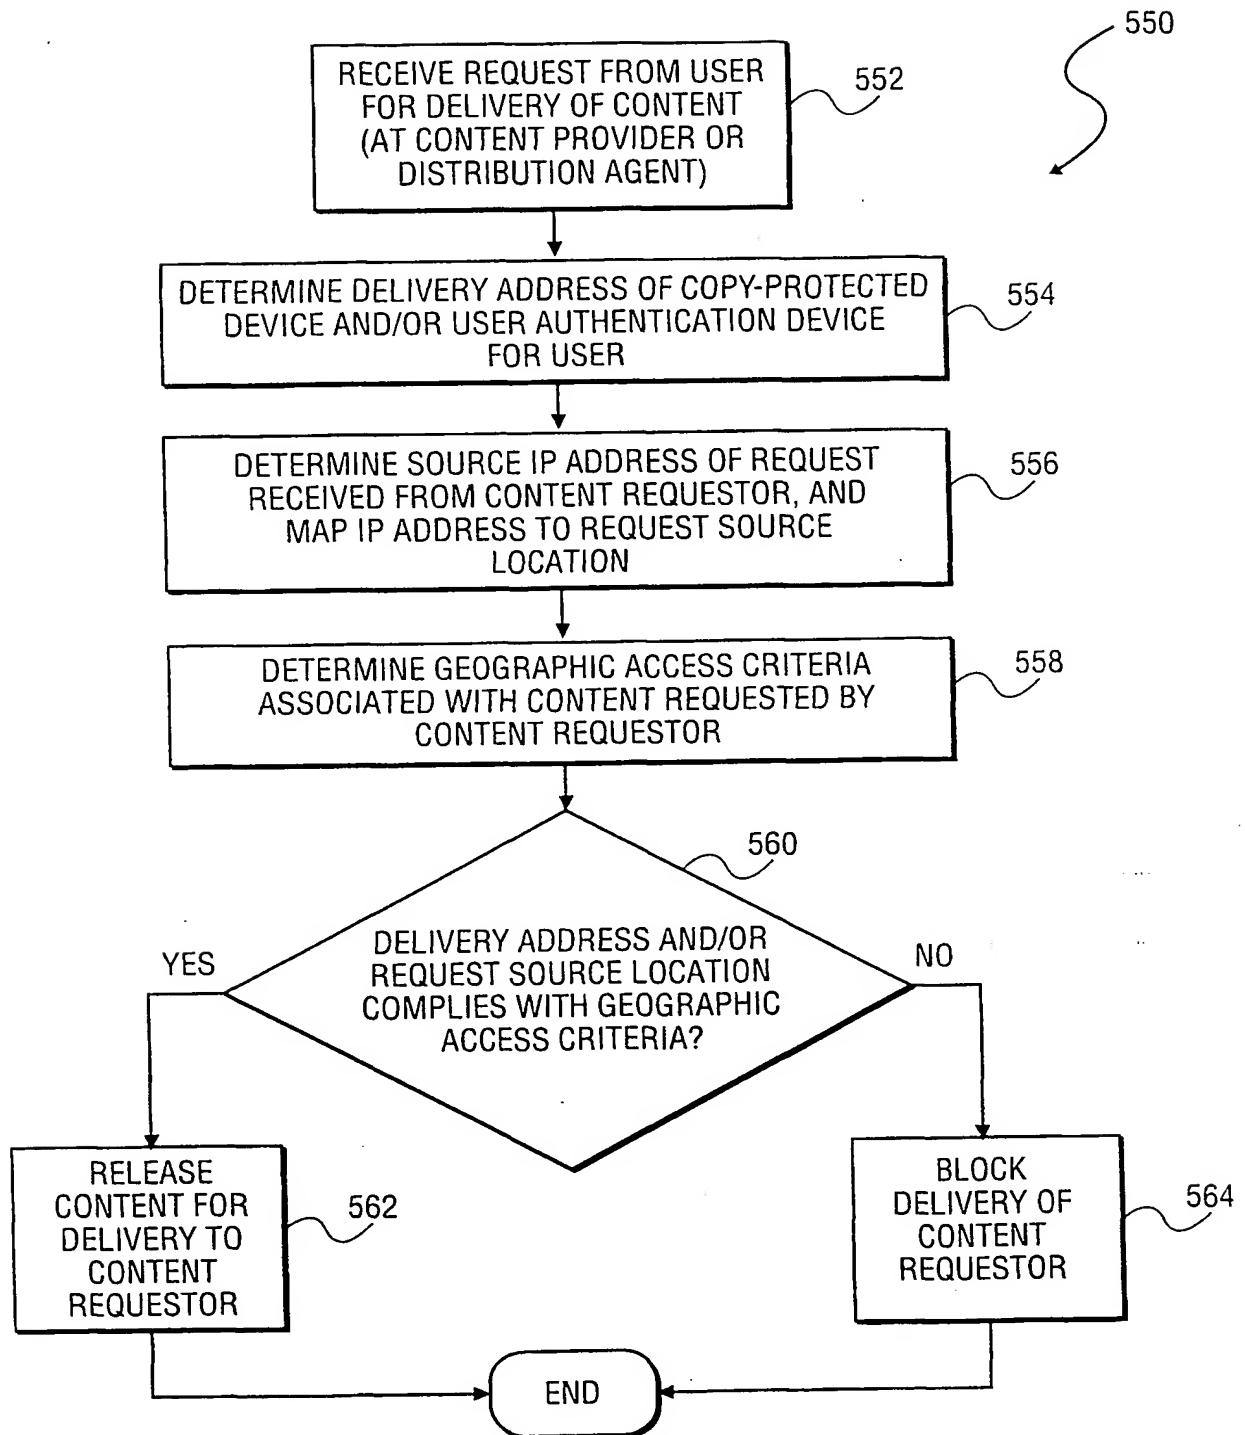 550
RECEIVE REQUEST FROM USER
FOR DELIVERY OF CONTENT
(AT CONTENT PROVIDER OR
DISTRIBUTION AGENT)
552
DETERMINE DELIVERY ADDRESS OF COPY-PROTECTED
DEVICE AND/OR USER AUTHENTICATION DEVICE
FOR USER
554
DETERMINE SOURCE IP ADDRESS OF REQUEST
RECEIVED FROM CONTENT REQUESTOR, AND
MAP IP ADDRESS TO REQUEST SOURCE
LOCATION
556
DETERMINE GEOGRAPHIC ACCESS CRITERIA
ASSOCIATED WITH CONTENT REQUESTED BY
CONTENT REQUESTOR
558
560
DELIVERY ADDRESS AND/OR
REQUEST SOURCE LOCATION
COMPLIES WITH GEOGRAPHIC
ACCESS CRITERIA?
YES
NO
RELEASE
CONTENT FOR
DELIVERY TO
CONTENT
REQUESTOR
562
BLOCK
DELIVERY OF
CONTENT
REQUESTOR
564
END